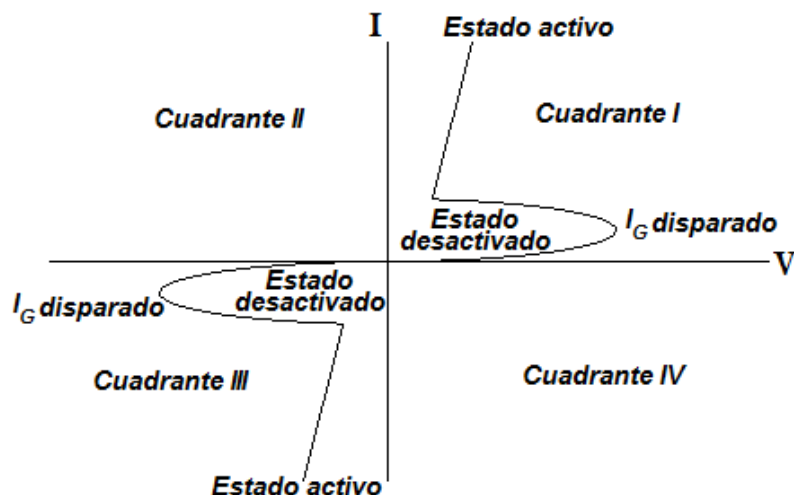 I
Estado activo
Cuadrante II
Cuadrante I
Estado
desactivado
I_G disparado
V
Estado
desactivado
I_G disparado
Cuadrante III
Cuadrante IV
Estado activo